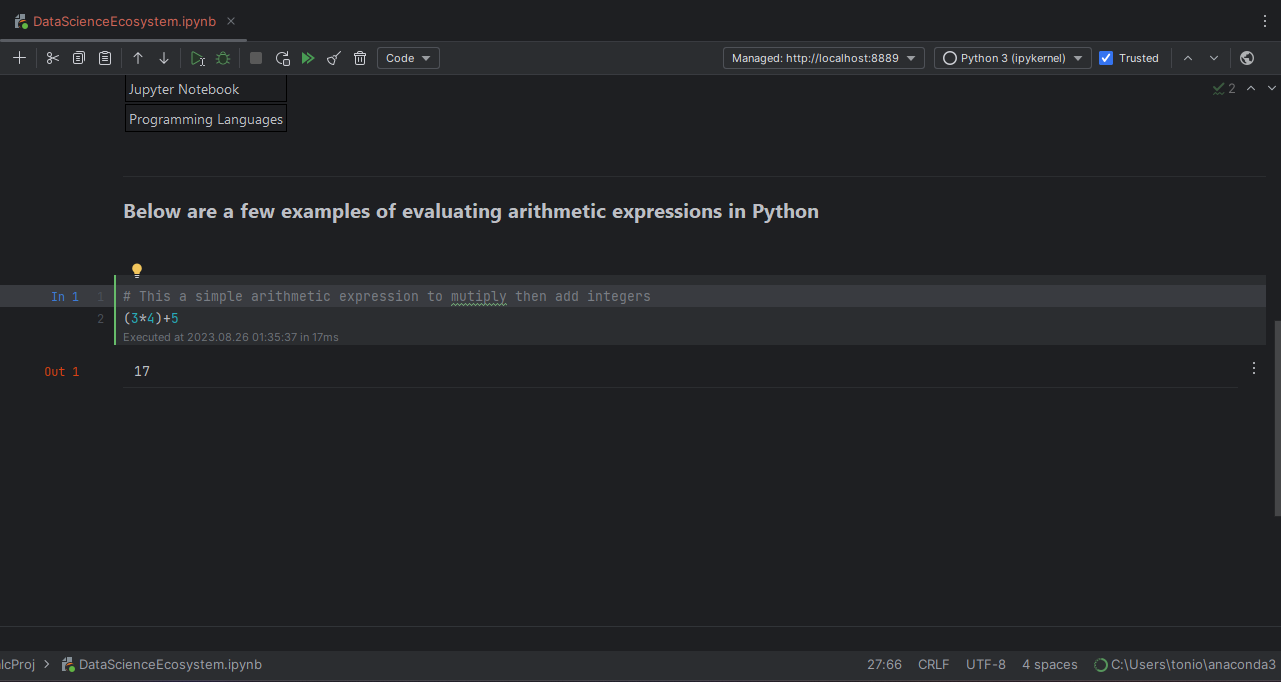 DataScienceEcosystem.ipynb
Code
Managed: http://localhost:8889
Python 3 (ipykernel)
Trusted
Jupyter Notebook
2
Programming Languages
Below are a few examples of evaluating arithmetic expressions in Python
In 1 1 # This a simple arithmetic expression to mutiply then add integers
2 (3*4)+5
Executed at 2023.08.26 01:35:37 in 17ms
Out 1 17
lcProj > DataScienceEcosystem.ipynb 27:66 CRLF UTF-8 4 spaces C:\Users\tonio\anaconda3